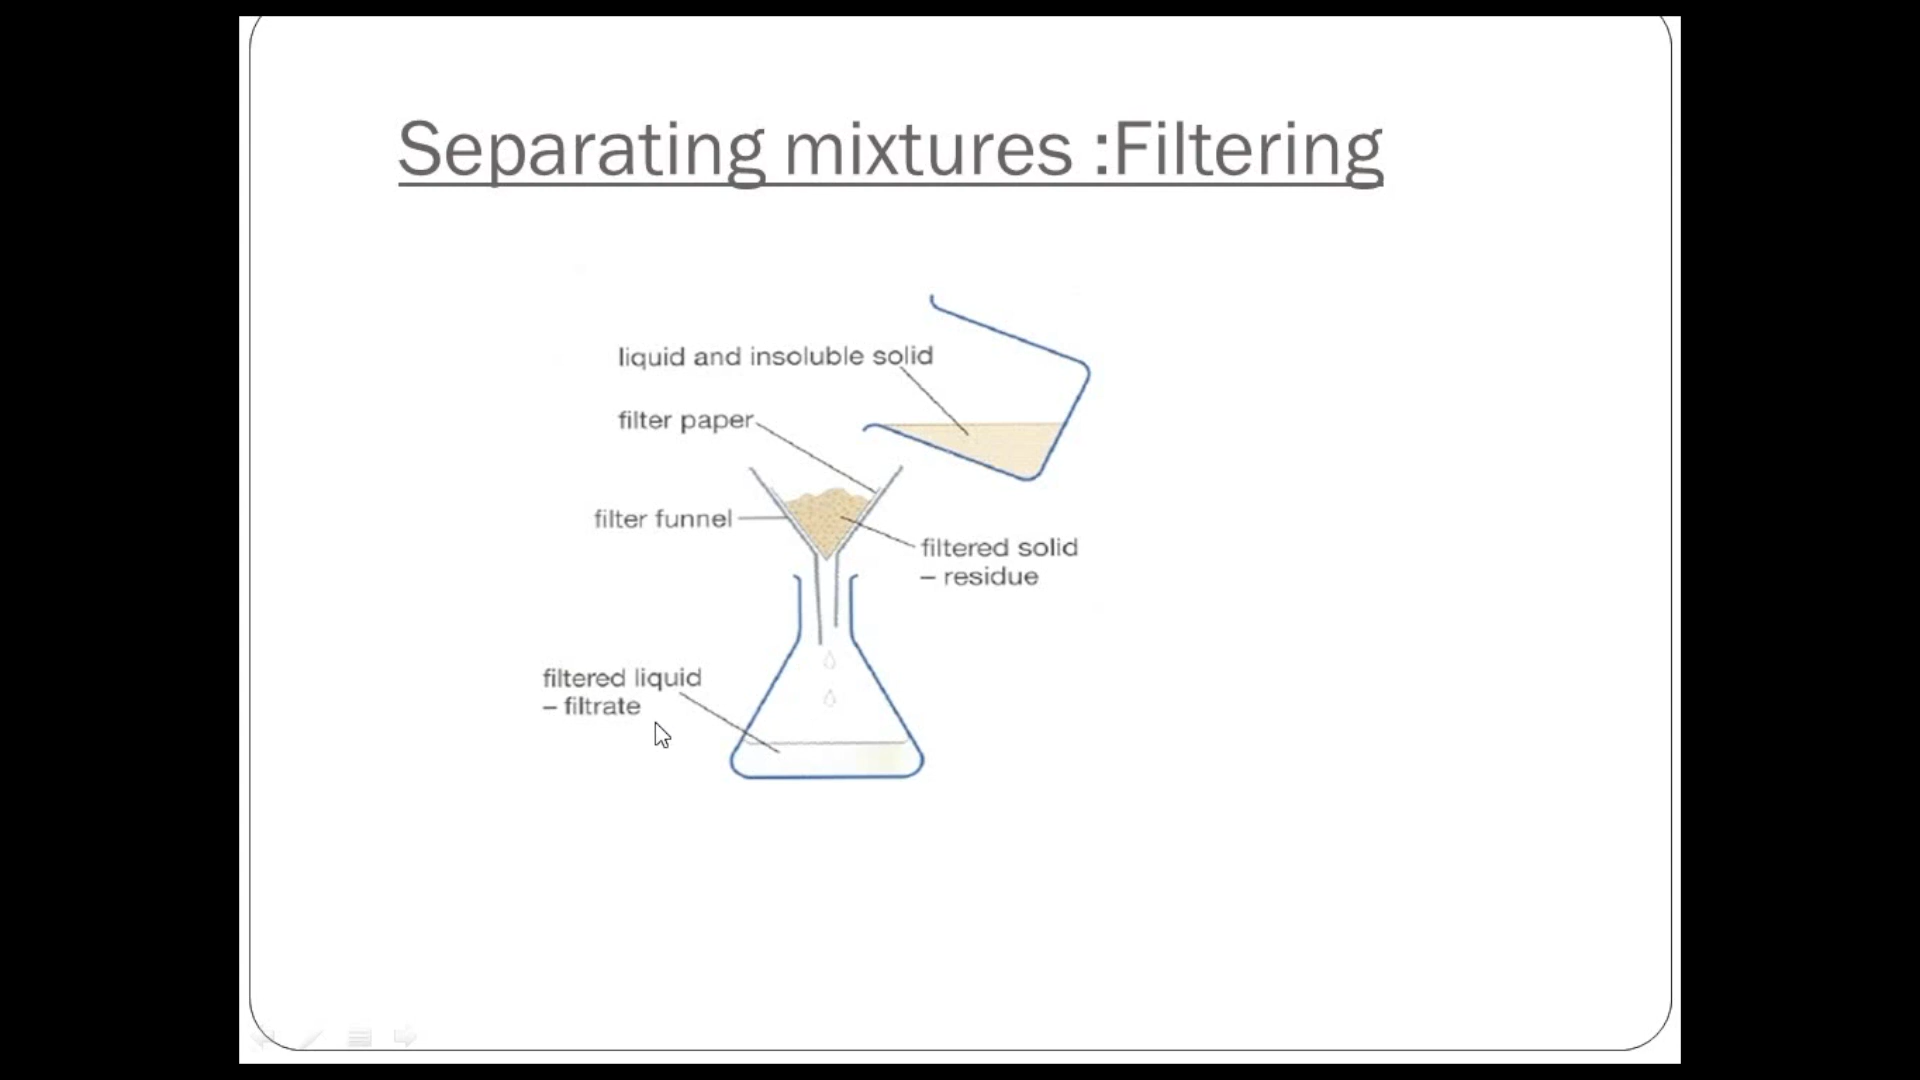 Separating mixtures :Filtering
liquid and insoluble solid
filter paper
filter funnel
filtered solid
– residue
filtered liquid
– filtrate